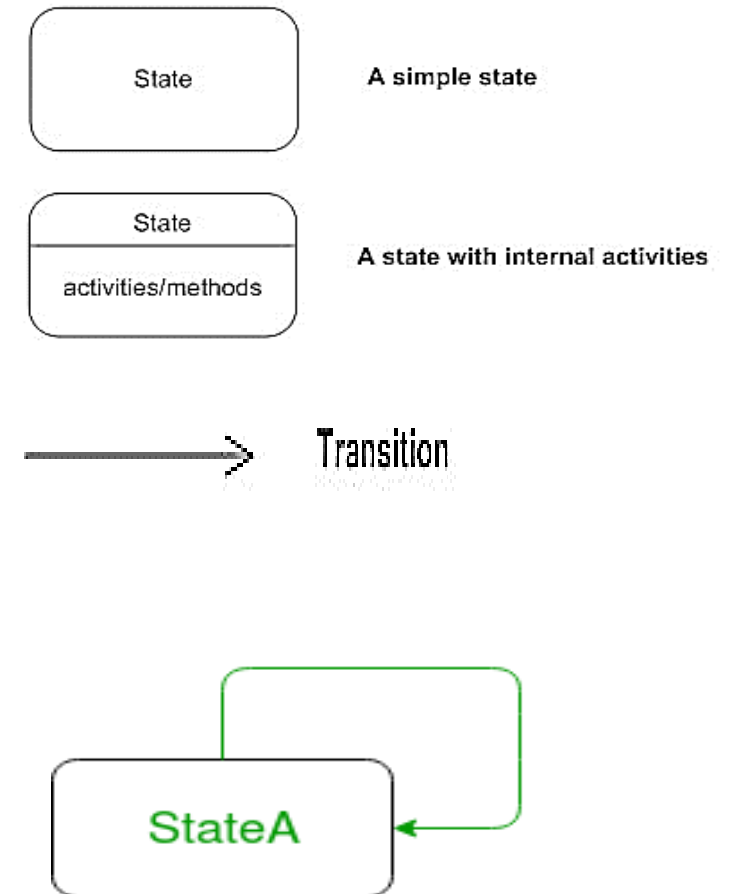 State
A simple state
State
activities/methods
A state with internal activities
Transition
StateA